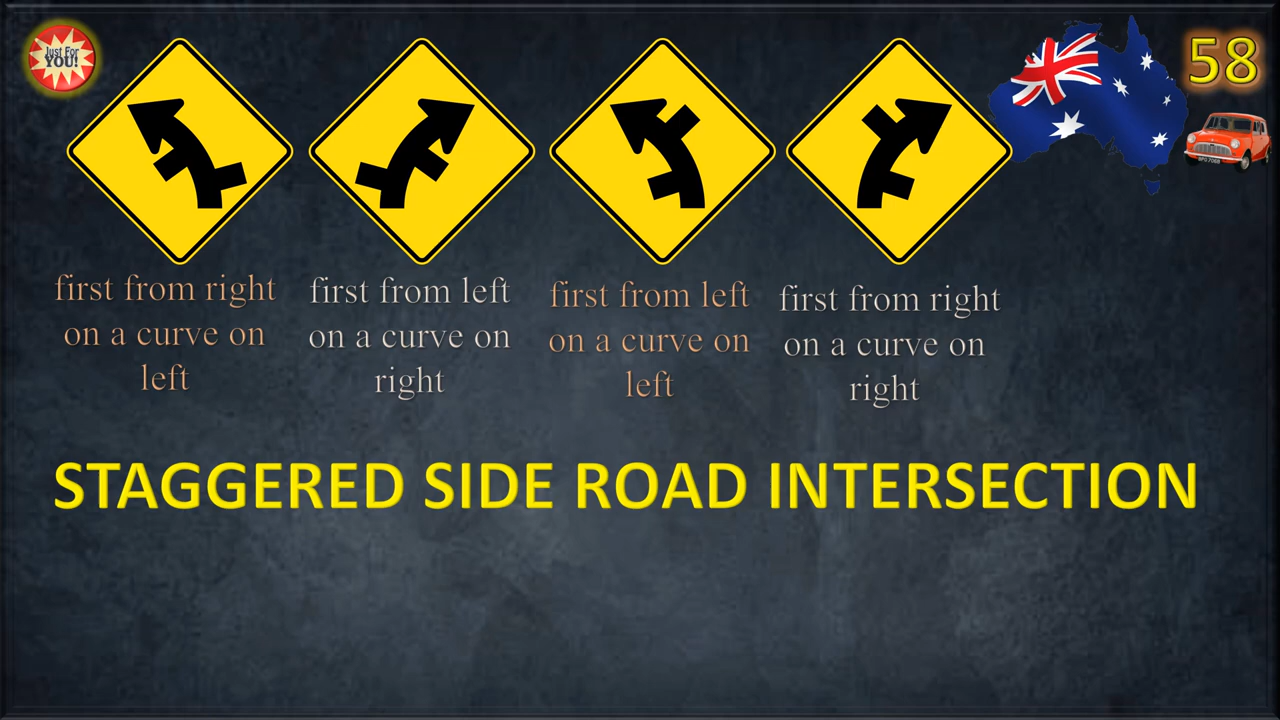 Just For
YOU!
58
first from right
on a curve on
left
first from left
on a curve on
right
first from left
on a curve on
left
first from right
on a curve on
right
STAGGERED SIDE ROAD INTERSECTION